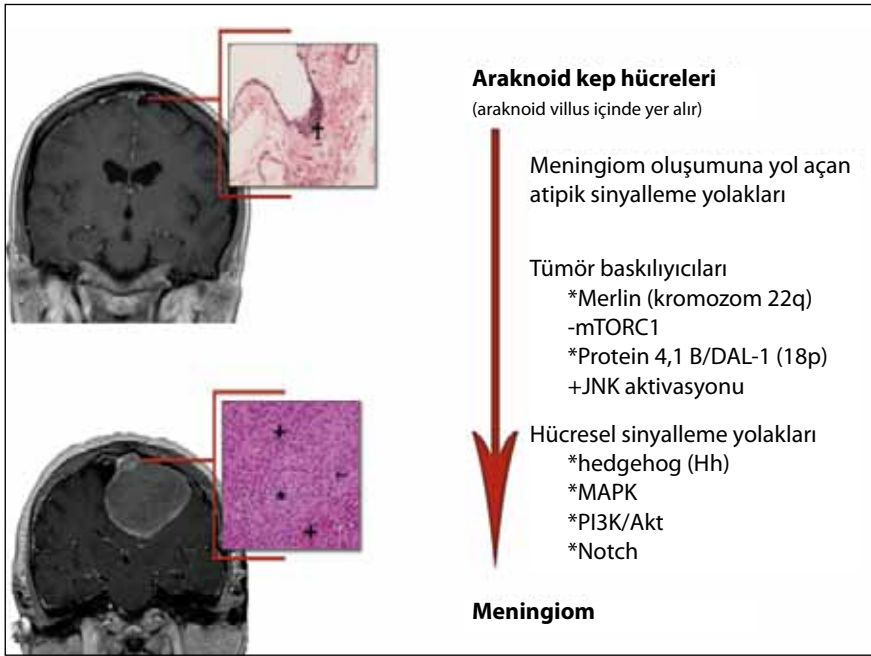 Araknoid kep hücreleri
(araknoid villus içinde yer alır)
Meningiom oluşumuna yol açan
atipik sinyalleme yolakları
Tümör baskılıyıcıları
*Merlin (kromozom 22q)
-mTORC1
*Protein 4,1 B/DAL-1 (18p)
+JNK aktivasyonu
Hücresel sinyalleme yolakları
*hedgehog (Hh)
*MAPK
*PI3K/Akt
*Notch
Meningiom